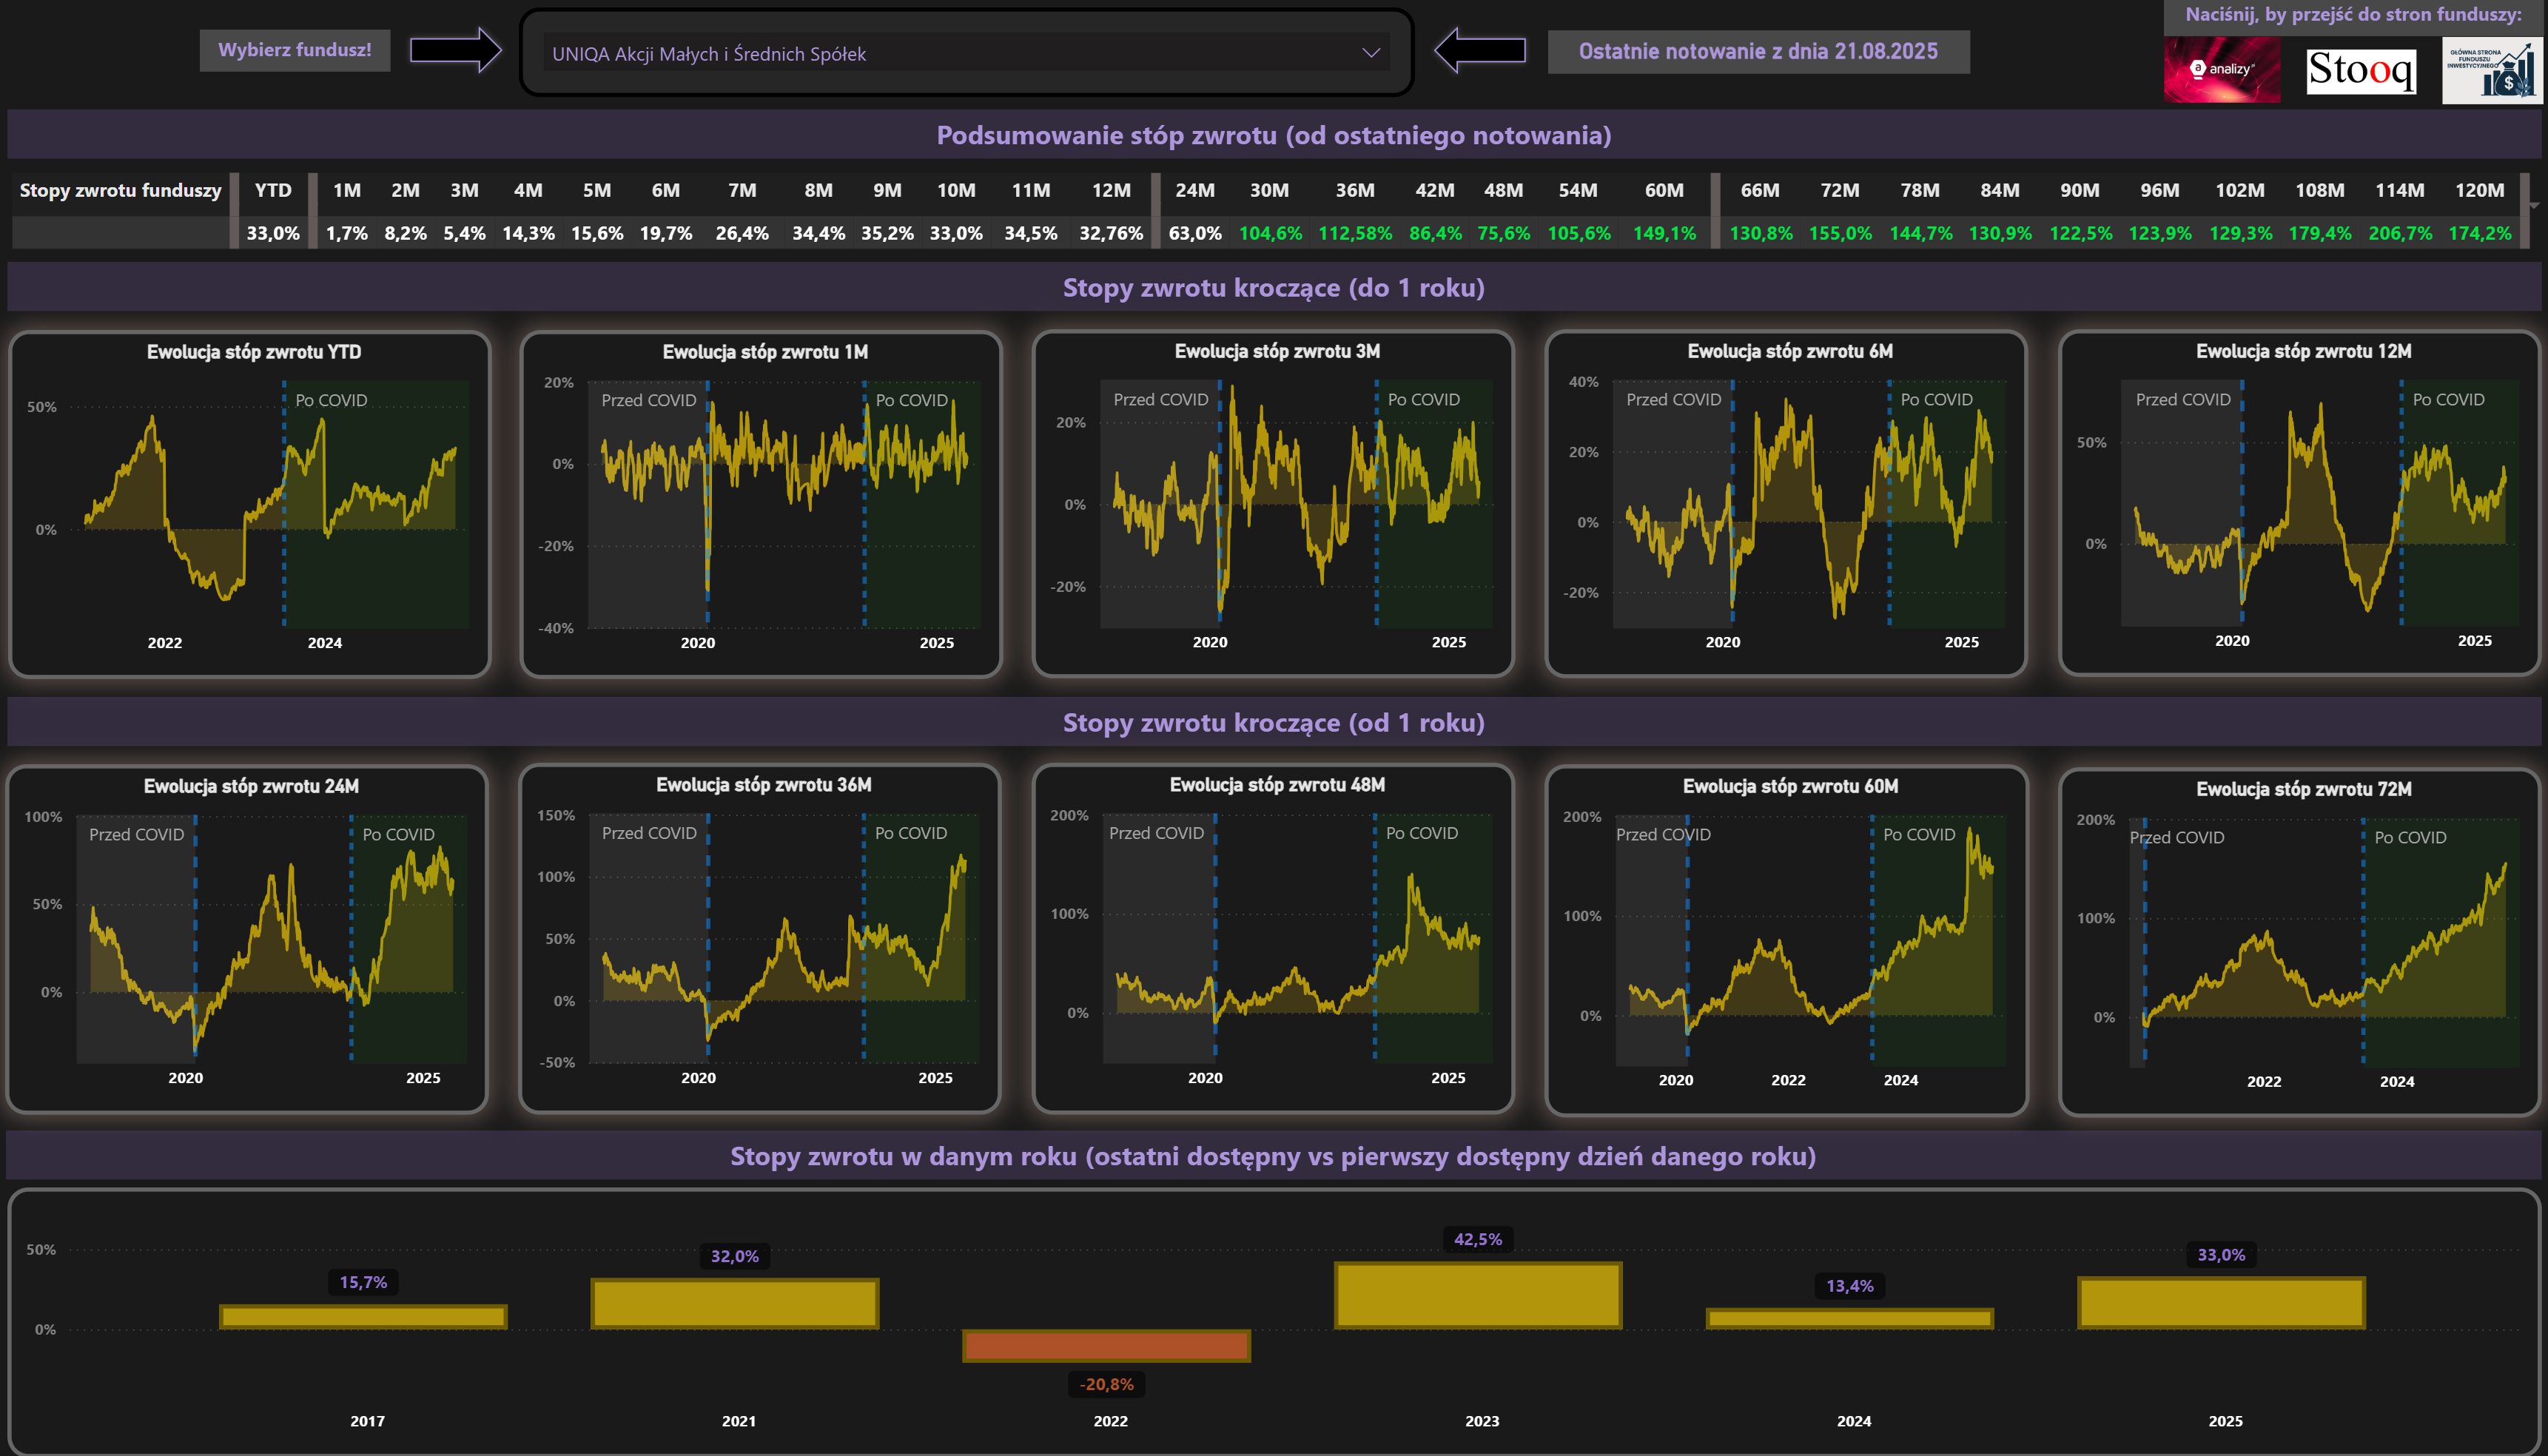 Wybierz fundusz!
UNIQA Akcji Małych i Średnich Spółek
Ostatnie notowanie z dnia 21.08.2025
Naciśnij, by przejść do stron funduszy:
analizy
Stooq
GŁÓWNA STRONA
FUNDUSZU
INWESTYCYJNEGO
$
Podsumowanie stóp zwrotu (od ostatniego notowania)
Stopy zwrotu funduszy YTD 1M 2M 3M 4M 5M 6M 7M 8M 9M 10M 11M 12M 24M 30M 36M 42M 48M 54M 60M 66M 72M 78M 84M 90M 96M 102M 108M 114M 120M
33,0% 1,7% 8,2% 5,4% 14,3% 15,6% 19,7% 26,4% 34,4% 35,2% 33,0% 34,5% 32,76% 63,0% 104,6% 112,58% 86,4% 75,6% 105,6% 149,1% 130,8% 155,0% 144,7% 130,9% 122,5% 123,9% 129,3% 179,4% 206,7% 174,2%
Stopy zwrotu kroczące (do 1 roku)
Ewolucja stóp zwrotu YTD
Po COVID
50%
0%
2022 2024
Ewolucja stóp zwrotu 1M
Przed COVID Po COVID
20%
0%
-20%
-40%
2020 2025
Ewolucja stóp zwrotu 3M
Przed COVID Po COVID
20%
0%
-20%
2020 2025
Ewolucja stóp zwrotu 6M
Przed COVID Po COVID
40%
20%
0%
-20%
2020 2025
Ewolucja stóp zwrotu 12M
Przed COVID Po COVID
50%
0%
2020 2025
Stopy zwrotu kroczące (od 1 roku)
Ewolucja stóp zwrotu 24M
Przed COVID Po COVID
100%
50%
0%
2020 2025
Ewolucja stóp zwrotu 36M
Przed COVID Po COVID
150%
100%
50%
0%
-50%
2020 2025
Ewolucja stóp zwrotu 48M
Przed COVID Po COVID
200%
100%
0%
2020 2025
Ewolucja stóp zwrotu 60M
Przed COVID Po COVID
200%
100%
0%
2020 2022 2024
Ewolucja stóp zwrotu 72M
Przed COVID Po COVID
200%
100%
0%
2022 2024
Stopy zwrotu w danym roku (ostatni dostępny vs pierwszy dostępny dzień danego roku)
50%
0%
15,7% 32,0% -20,8% 42,5% 13,4% 33,0%
2017 2021 2022 2023 2024 2025